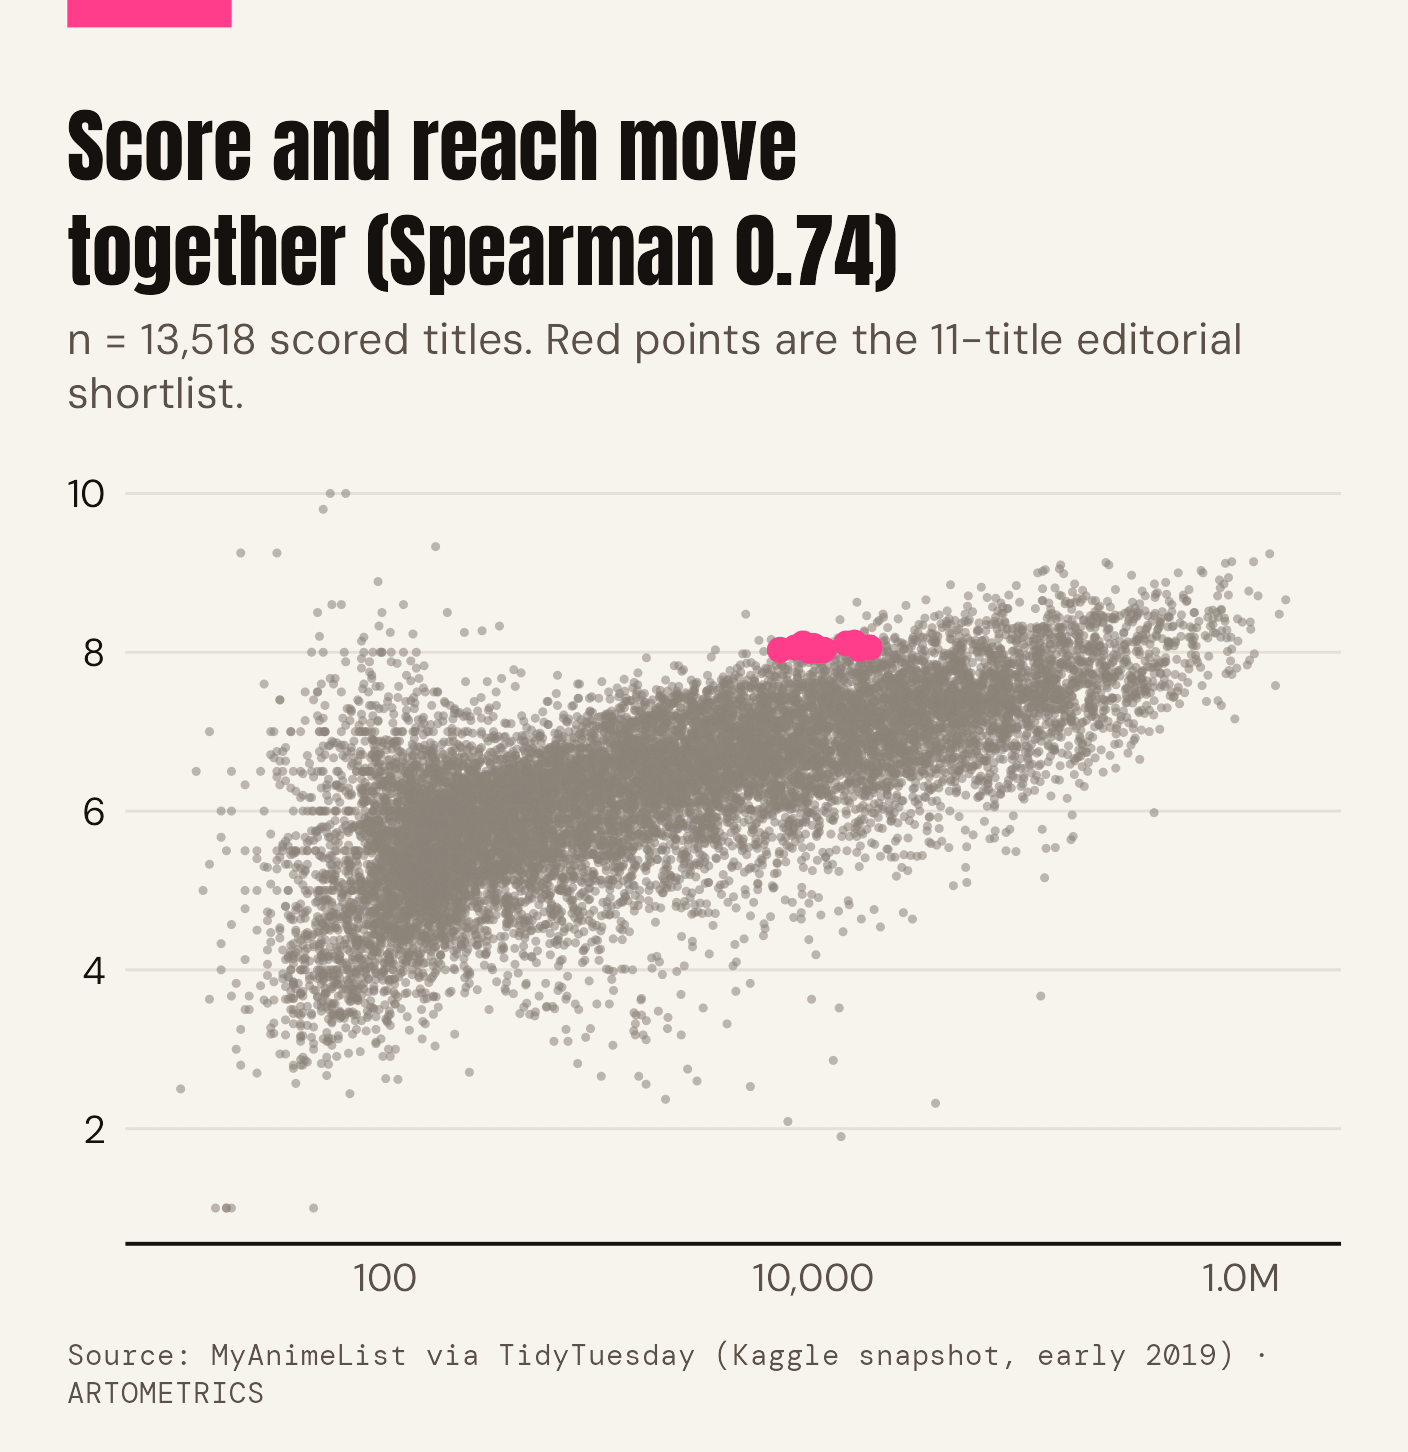 Score and reach move
together (Spearman 0.74)
n = 13,518 scored titles. Red points are the 11-title editorial
shortlist.
10
8
6
4
2
100
10,000
1.0M
Source: MyAnimeList via TidyTuesday (Kaggle snapshot, early 2019) ·
ARTOMETRICS